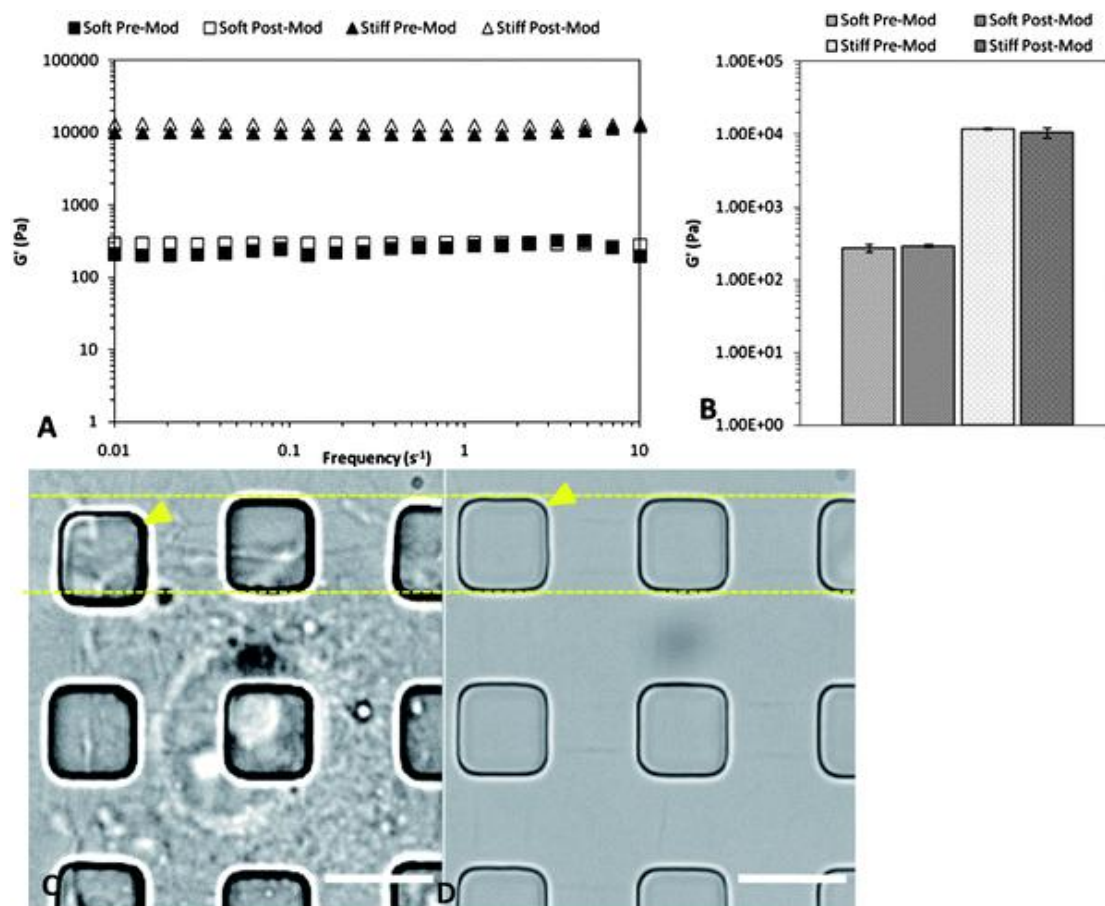 Soft Pre-Mod Soft Post-Mod Stiff Pre-Mod Stiff Post-Mod
100000
10000
1000
100
10
1
G' (Pa)
0.01 0.1 1 10
Frequency (s⁻¹)
A
Soft Pre-Mod Soft Post-Mod
Stiff Pre-Mod Stiff Post-Mod
1.00E+05
1.00E+04
1.00E+03
1.00E+02
1.00E+01
1.00E+00
G' (Pa)
B
C
D